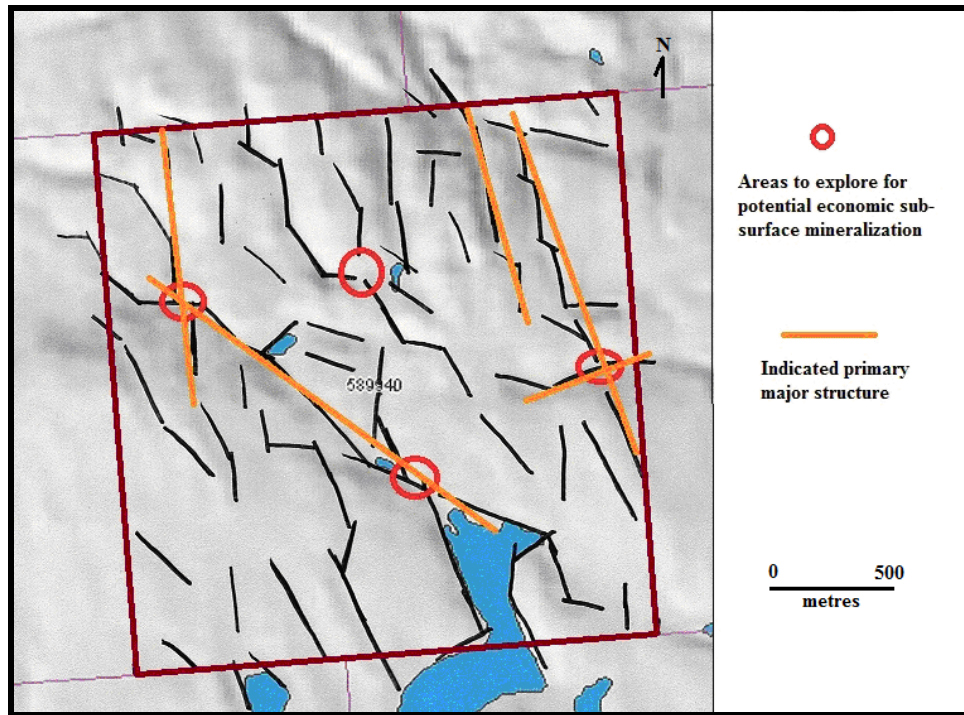 N
Areas to explore for
potential economic sub-
surface mineralization
589940
Indicated primary
major structure
0 500
metres